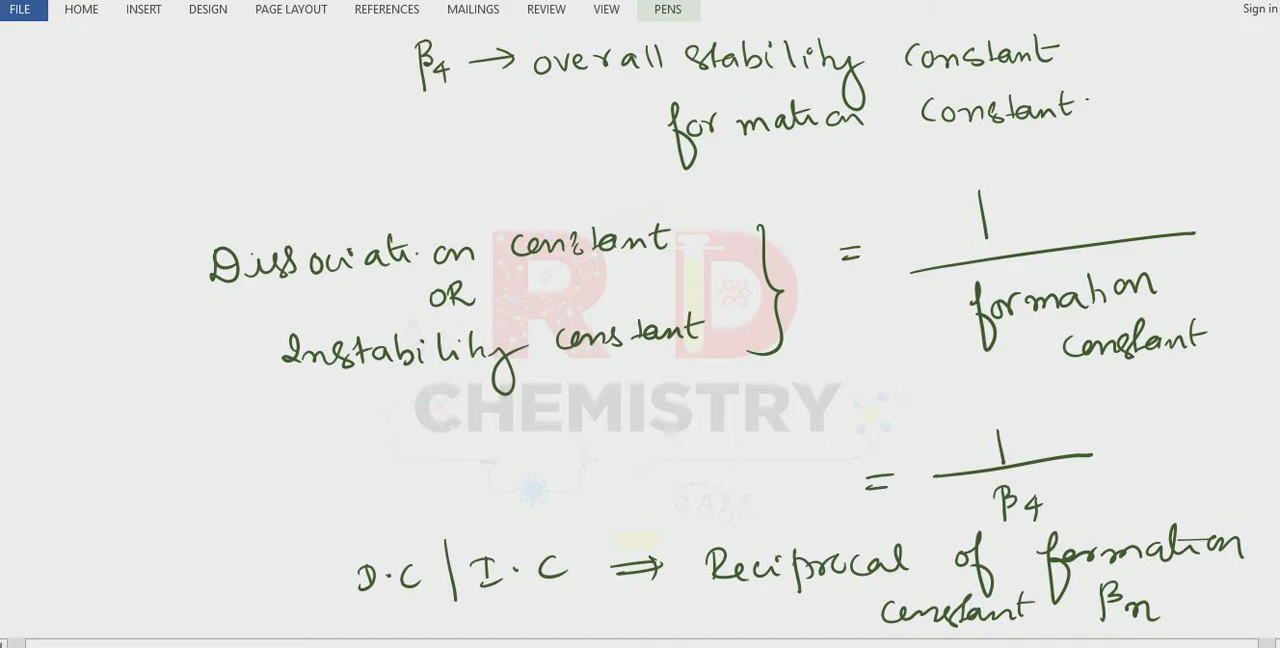 FILE HOME INSERT DESIGN PAGE LAYOUT REFERENCES MAILINGS REVIEW VIEW PENS Sign in
β4 → overall stability constant
formation constant.
Dissociation constant
OR
Instability constant
= 1 / formation constant
RD
CHEMISTRY
= 1 / β4
D.C | I.C ⇒ Reciprocal of formation
constant βn